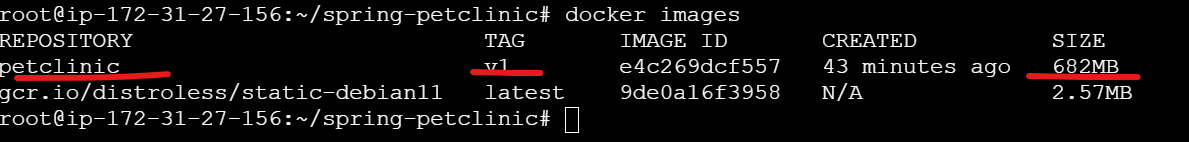 root@ip-172-31-27-156:~/spring-petclinic# docker images
REPOSITORY TAG IMAGE ID CREATED SIZE
petclinic v1 e4c269dcf557 43 minutes ago 682MB
gcr.io/distroless/static-debian11 latest 9de0a16f3958 N/A 2.57MB
root@ip-172-31-27-156:~/spring-petclinic#